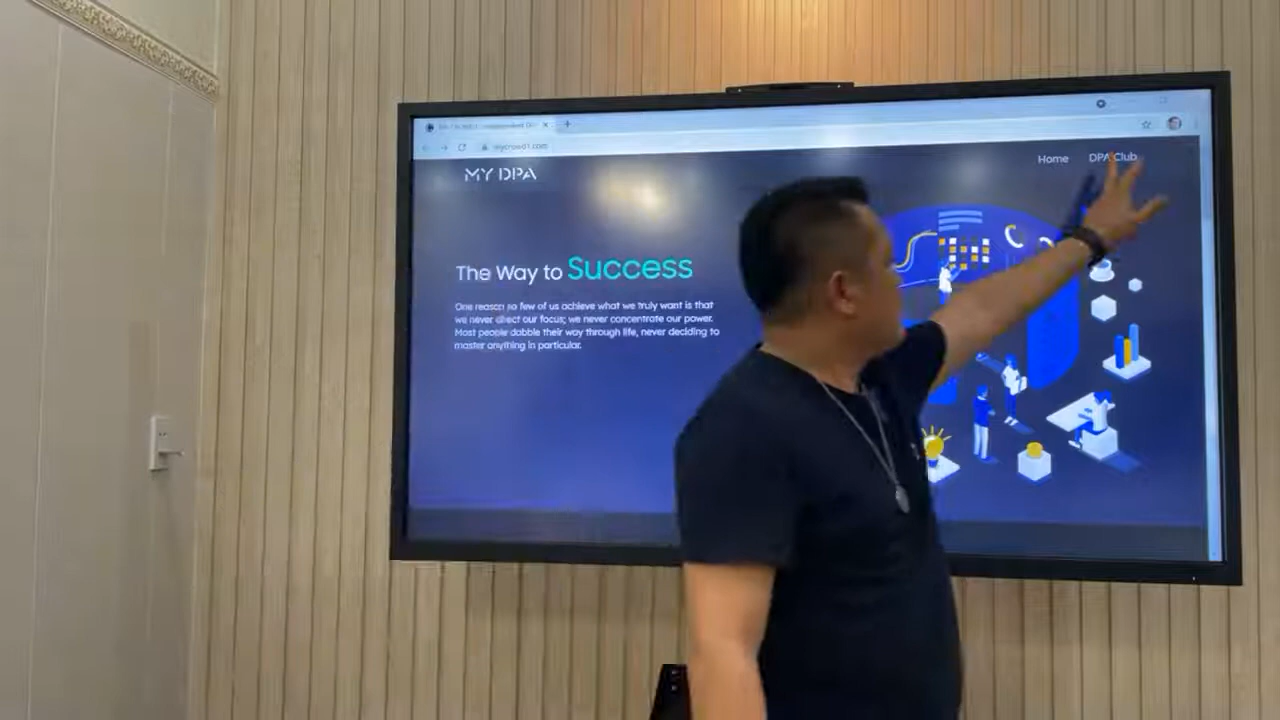 mycrowd1.com
Home DPA Club
MY DPA
The Way to Success
One reason so few of us achieve what we truly want is that
we never direct our focus; we never concentrate our power.
Most people dabble their way through life, never deciding to
master anything in particular.